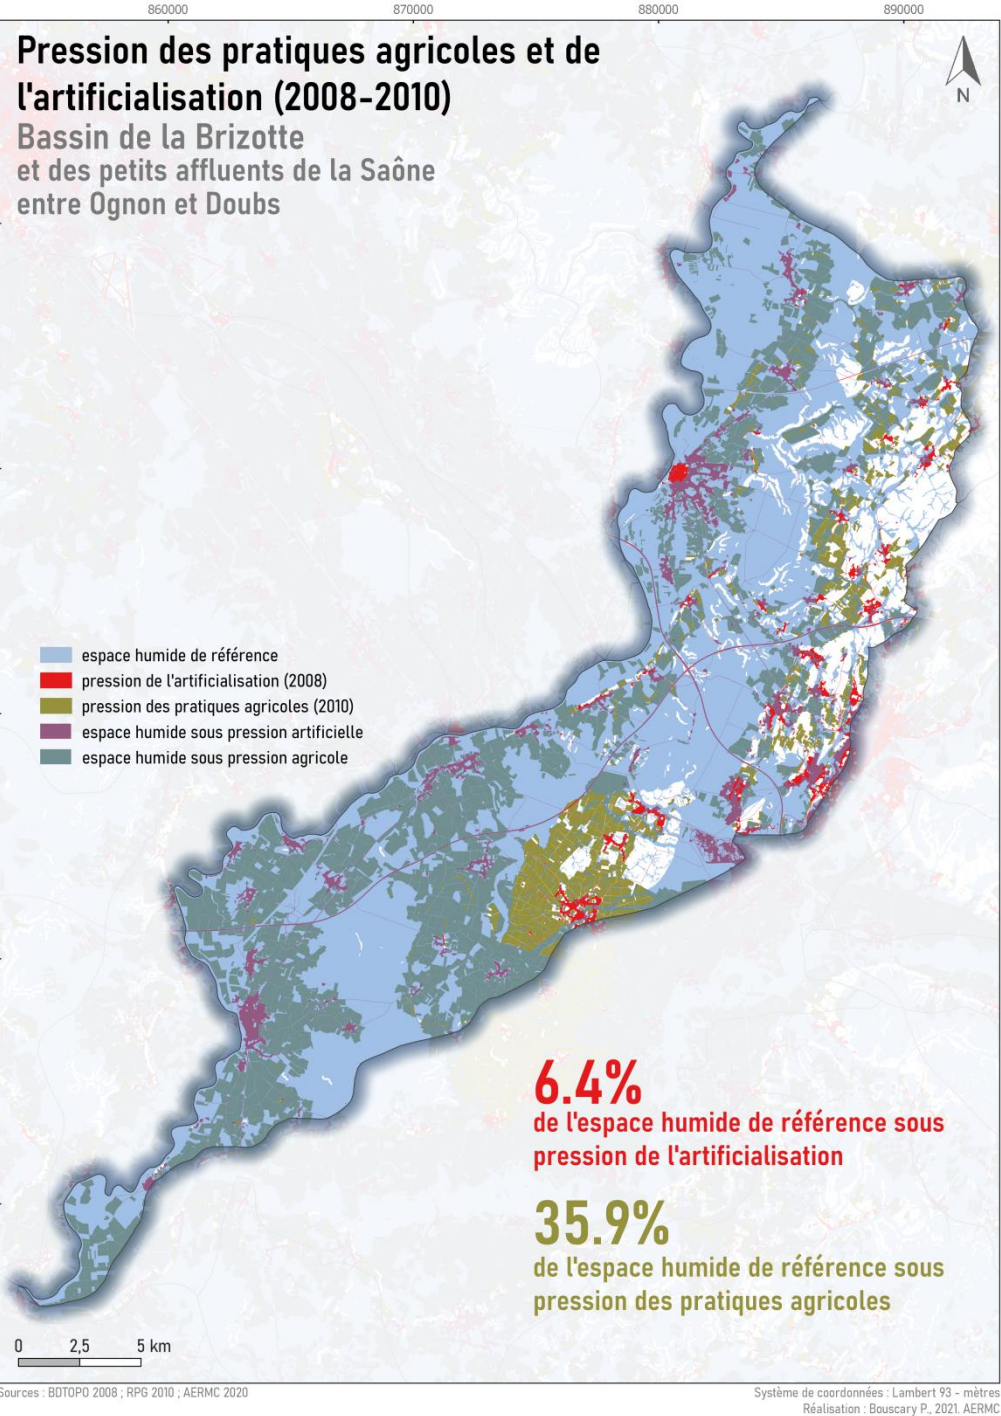 860000 870000 880000 890000
Pression des pratiques agricoles et de
l'artificialisation (2008-2010)
Bassin de la Brizotte
et des petits affluents de la Saône
entre Ognon et Doubs
N
espace humide de référence
pression de l'artificialisation (2008)
pression des pratiques agricoles (2010)
espace humide sous pression artificielle
espace humide sous pression agricole
6.4%
de l'espace humide de référence sous
pression de l'artificialisation
35.9%
de l'espace humide de référence sous
pression des pratiques agricoles
0 2,5 5 km
Sources : BDTOPO 2008 ; RPG 2010 ; AERMC 2020
Système de coordonnées : Lambert 93 - mètres
Réalisation : Bouscary P., 2021. AERMC